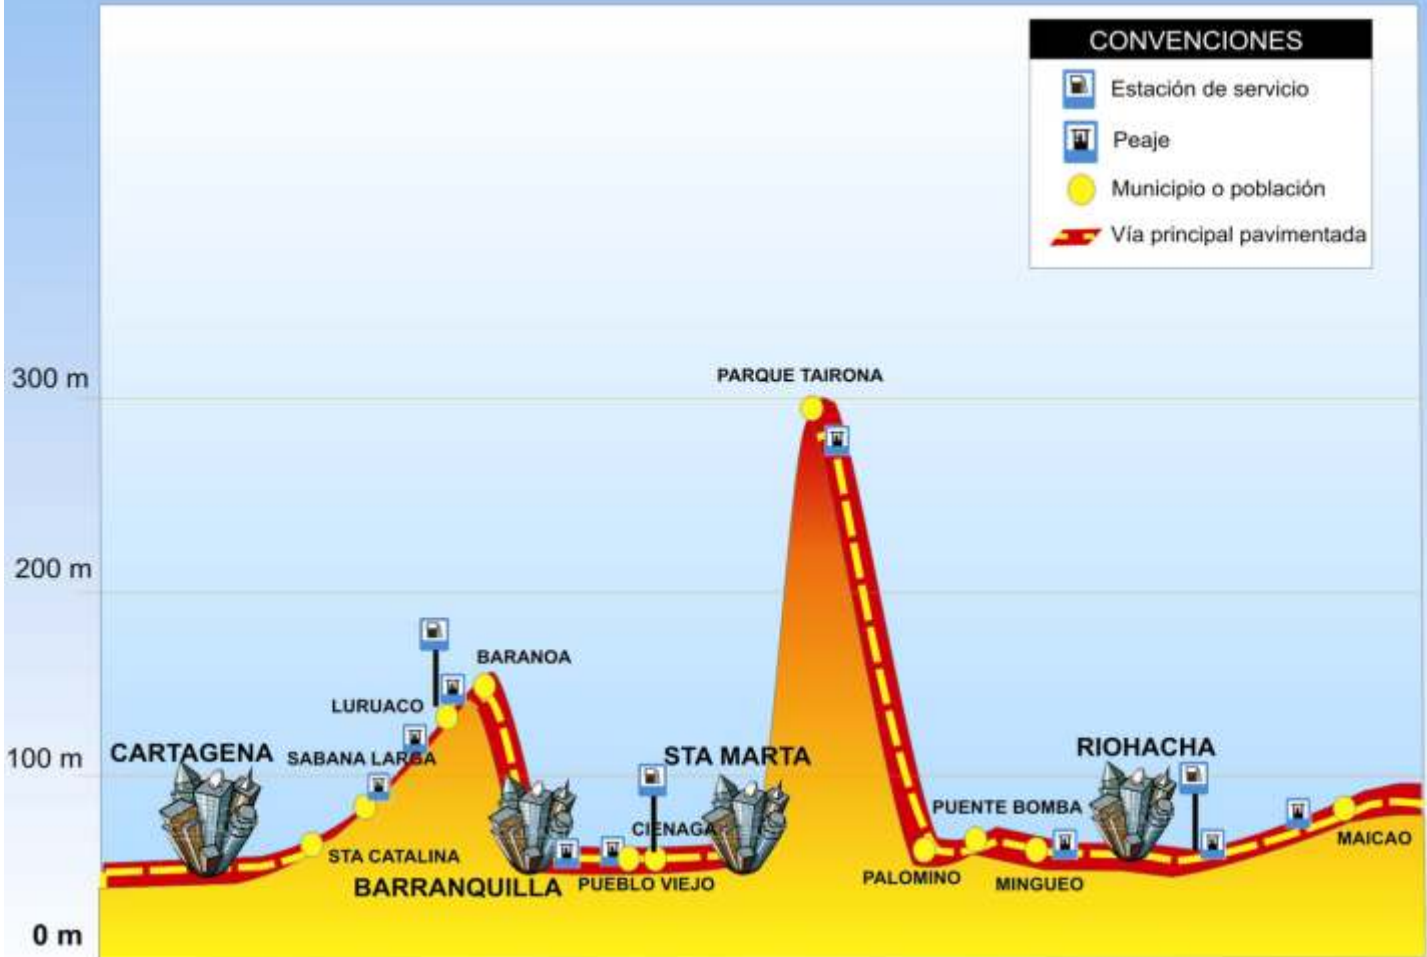 CONVENCIONES
Estación de servicio
Peaje
Municipio o población
Vía principal pavimentada
300 m
PARQUE TAIRONA
200 m
BARANOA
LURUACO
100 m
CARTAGENA
SABANA LARGA
STA MARTA
RIOHACHA
PUENTE BOMBA
CIENAGA
MAICAO
STA CATALINA
BARRANQUILLA
PUEBLO VIEJO
PALOMINO
MINGUEO
0 m